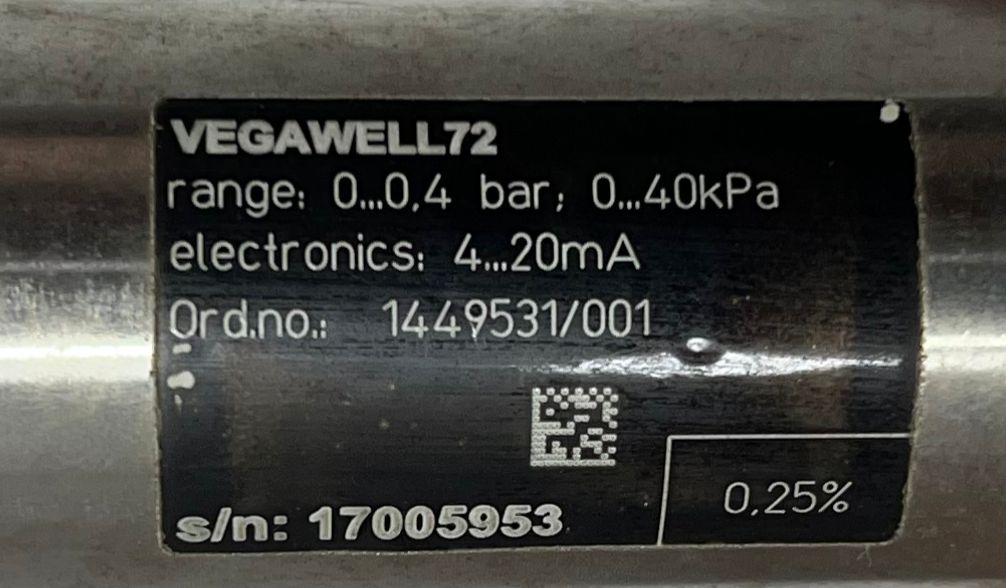 VEGAWELL72
range: 0...0,4 bar; 0...40kPa
electronics: 4...20mA
Ord.no.: 1449531/001
0,25%
s/n: 17005953